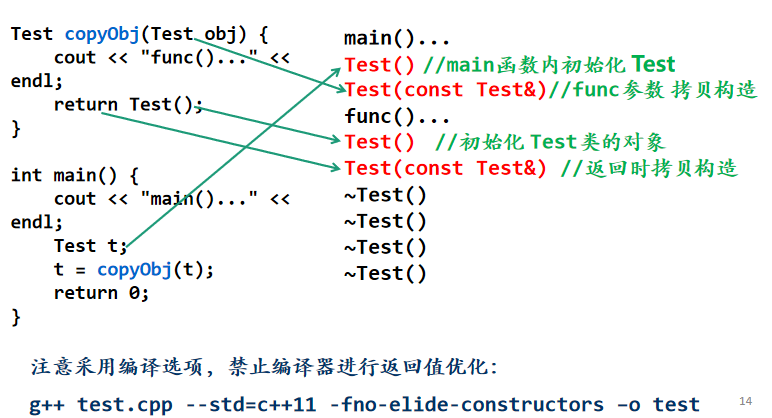 Test copyObj(Test obj) {
    cout << "func()..." <<
endl;
    return Test();
}
int main() {
    cout << "main()..." <<
endl;
    Test t;
    t = copyObj(t);
    return 0;
}
main()...
Test() //main函数内初始化 Test
Test(const Test&)//func参数 拷贝构造
func()...
Test() //初始化 Test类的对象
Test(const Test&) //返回时拷贝构造
~Test()
~Test()
~Test()
~Test()
注意采用编译选项，禁止编译器进行返回值优化：
g++ test.cpp --std=c++11 -fno-elide-constructors –o test
14